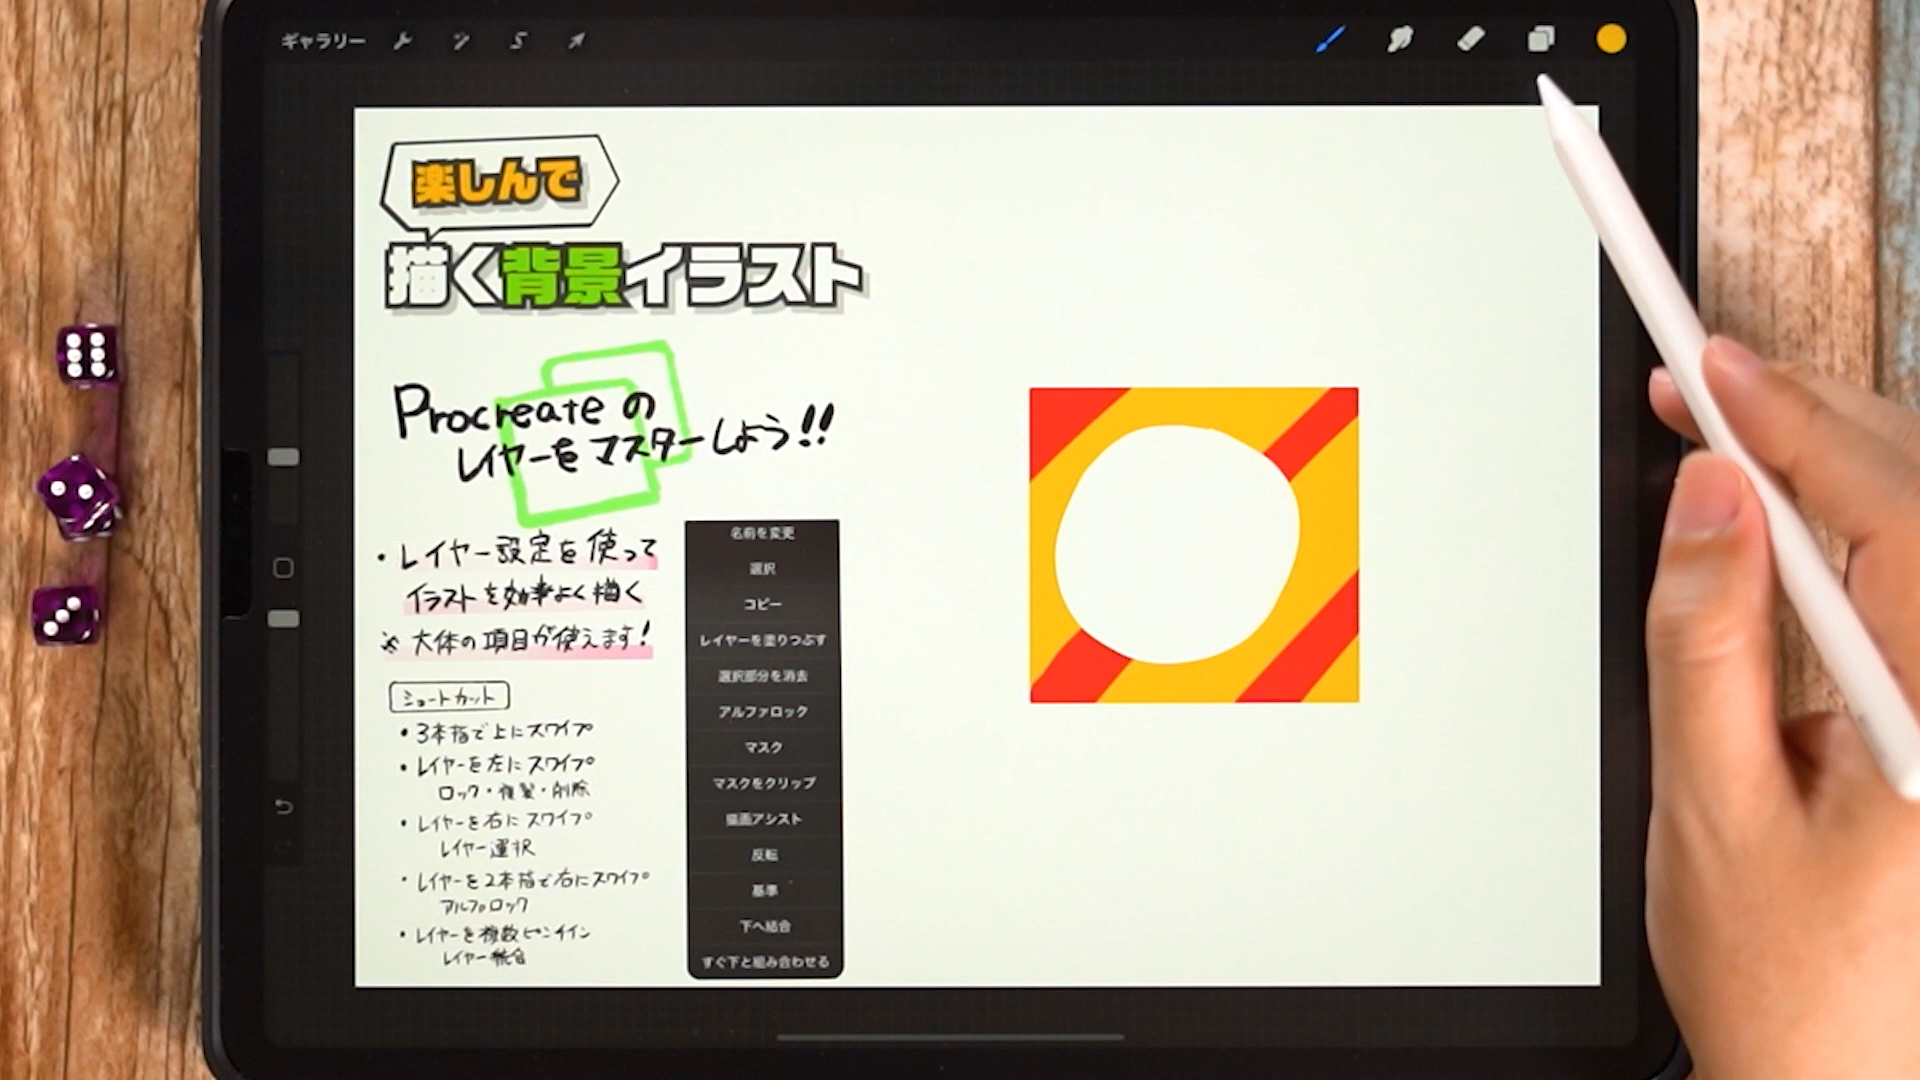 ギャラリー
楽しんで
描く背景イラスト
Procreateの
レイヤーをマスターしよう!!
・レイヤー設定を使って
イラストを効率よく描く
※大体の項目が使えます!
ショートカット
・3本指で上にスワイプ
・レイヤーを左にスワイプ
ロック・複製・削除
・レイヤーを右にスワイプ
レイヤー選択
・レイヤーを2本指で右にスワイプ
アルファロック
・レイヤーを複数ピンチイン
レイヤー統合
名前を変更
選択
コピー
レイヤーを塗りつぶす
選択部分を消去
アルファロック
マスク
マスクをクリップ
描画アシスト
反転
基準
下へ結合
すぐ下と組み合わせる